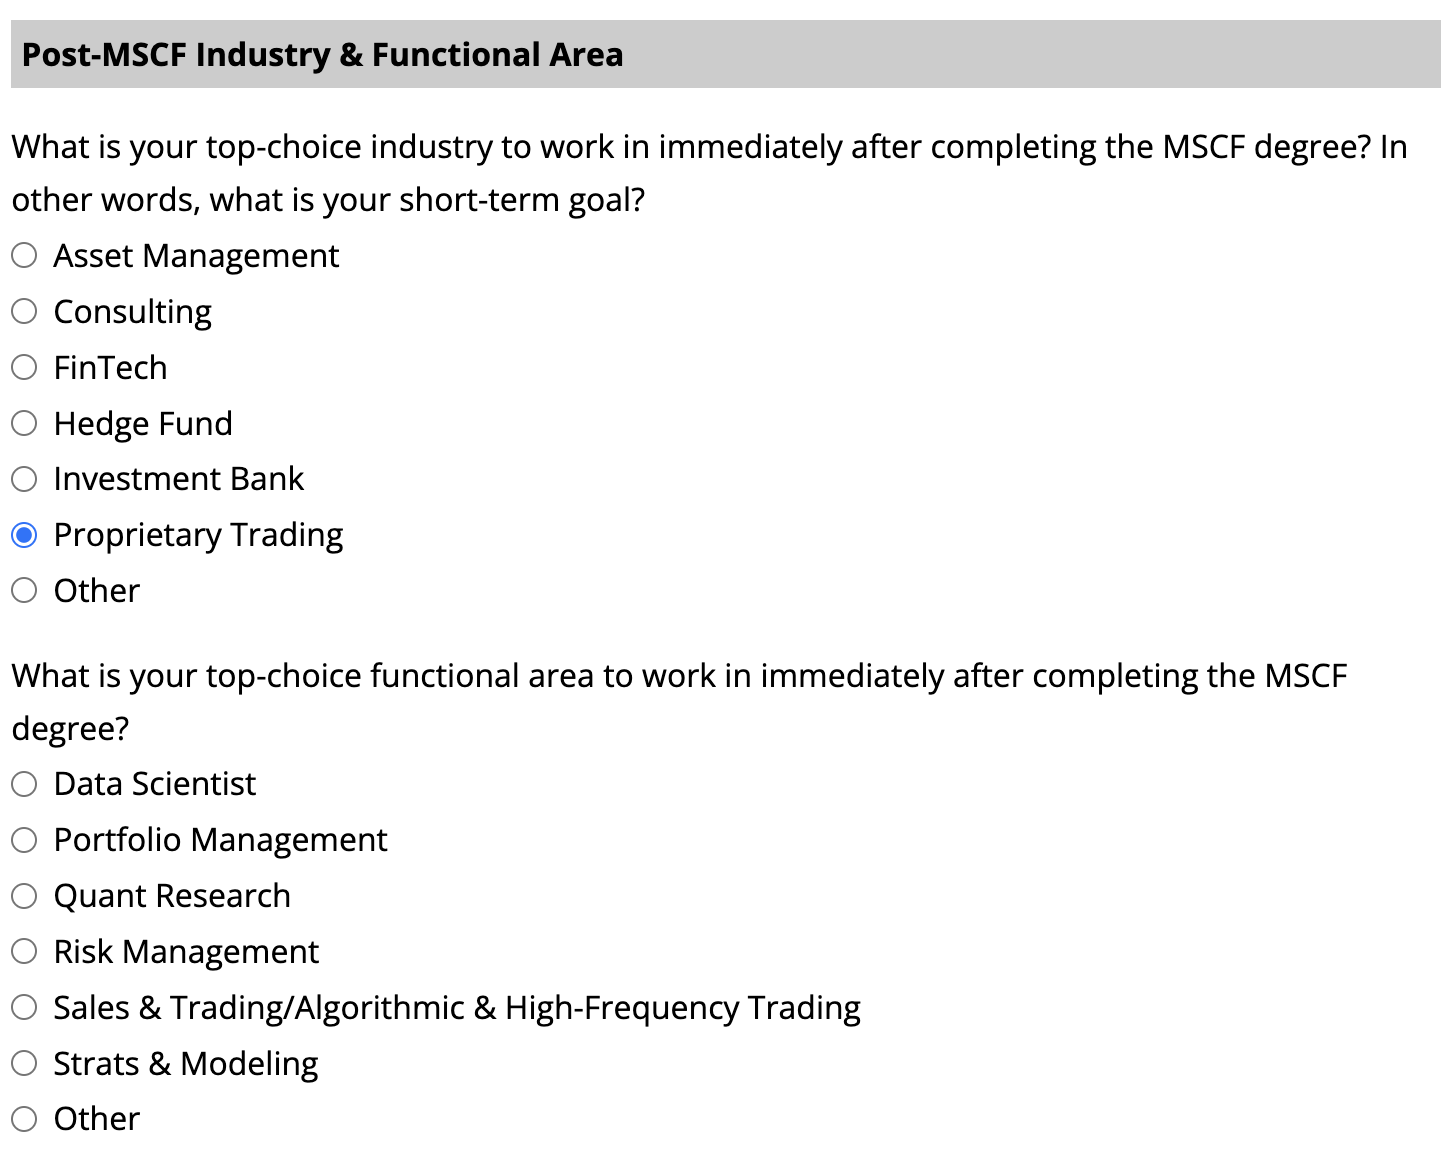 Post-MSCF Industry & Functional Area
What is your top-choice industry to work in immediately after completing the MSCF degree? In
other words, what is your short-term goal?
Asset Management
Consulting
FinTech
Hedge Fund
Investment Bank
Proprietary Trading
Other
What is your top-choice functional area to work in immediately after completing the MSCF
degree?
Data Scientist
Portfolio Management
Quant Research
Risk Management
Sales & Trading/Algorithmic & High-Frequency Trading
Strats & Modeling
Other